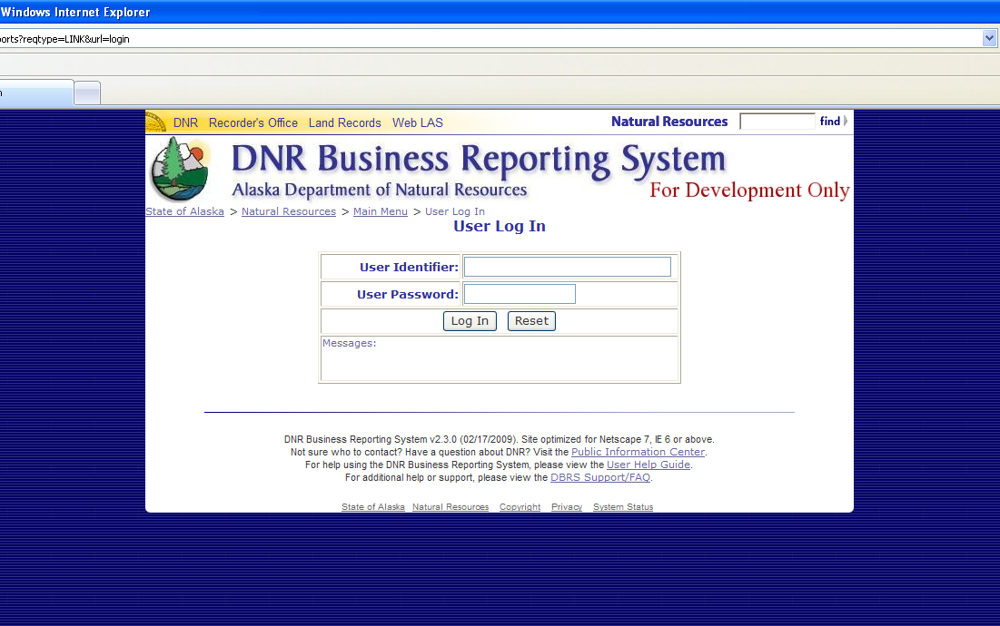 Windows Internet Explorer
orts?reqtype=LINK&url=login
DNR Recorder's Office Land Records Web LAS Natural Resources find
DNR Business Reporting System
Alaska Department of Natural Resources For Development Only
State of Alaska > Natural Resources > Main Menu > User Log In
User Log In
User Identifier:
User Password:
Log In Reset
Messages:
DNR Business Reporting System v2.3.0 (02/17/2009). Site optimized for Netscape 7, IE 6 or above.
Not sure who to contact? Have a question about DNR? Visit the Public Information Center.
For help using the DNR Business Reporting System, please view the User Help Guide.
For additional help or support, please view the DBRS Support/FAQ.
State of Alaska Natural Resources Copyright Privacy System Status